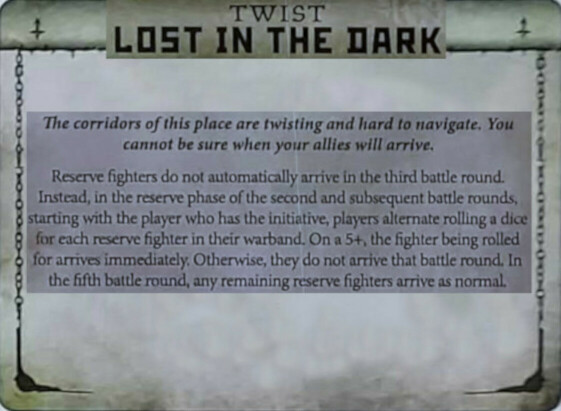 TWIST
LOST IN THE DARK
The corridors of this place are twisting and hard to navigate. You
cannot be sure when your allies will arrive.
Reserve fighters do not automatically arrive in the third battle round.
Instead, in the reserve phase of the second and subsequent battle rounds,
starting with the player who has the initiative, players alternate rolling a dice
for each reserve fighter in their warband. On a 5+, the fighter being rolled
for arrives immediately. Otherwise, they do not arrive that battle round. In
the fifth battle round, any remaining reserve fighters arrive as normal.